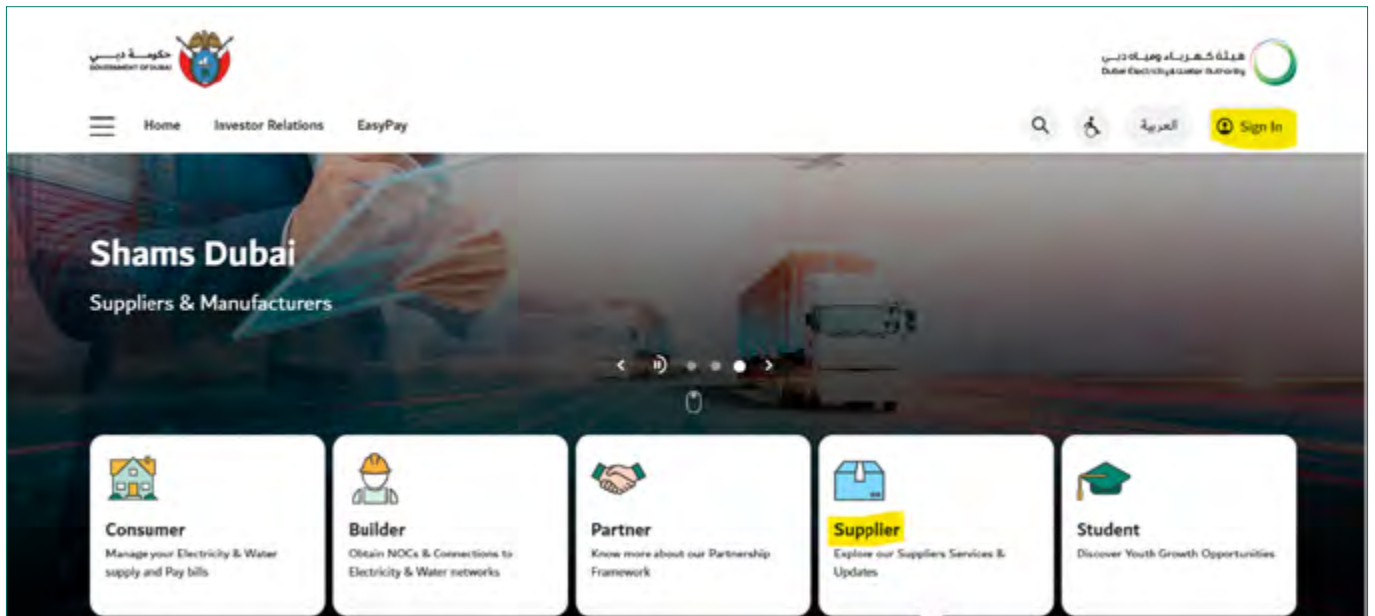 حكومة دبي
GOVERNMENT OF DUBAI
هيئة كهرباء ومياه دبي
Dubai Electricity & Water Authority
Home Investor Relations EasyPay
العربية Sign In
Shams Dubai
Suppliers & Manufacturers
Consumer
Manage your Electricity & Water
supply and Pay bills
Builder
Obtain NOCs & Connections to
Electricity & Water networks
Partner
Know more about our Partnership
Framework
Supplier
Explore our Suppliers Services &
Updates
Student
Discover Youth Growth Opportunities